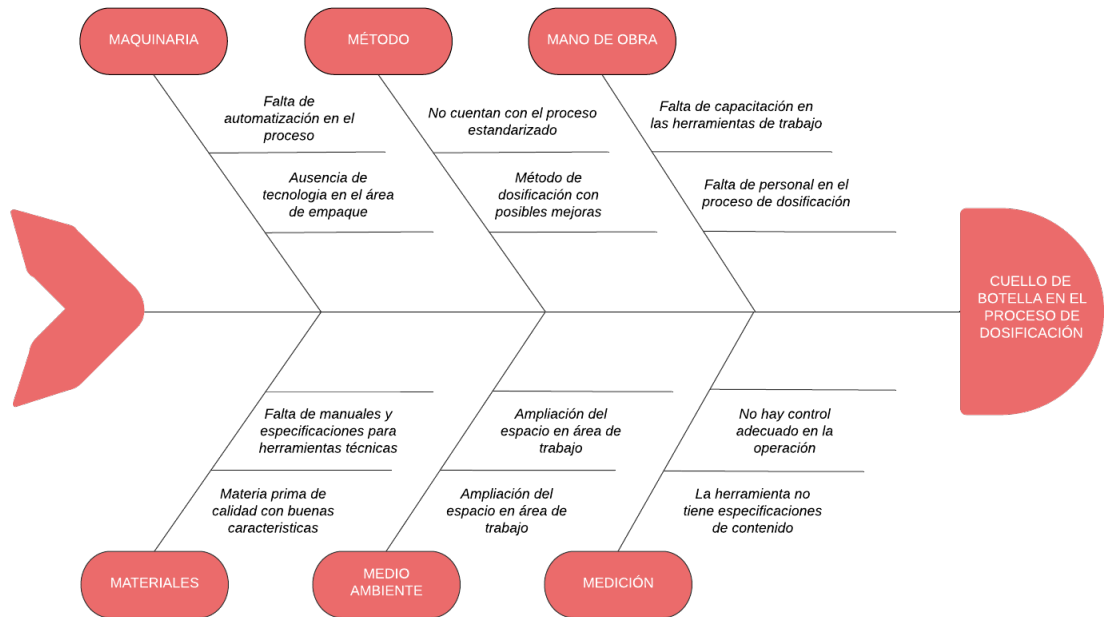 MAQUINARIA
MÉTODO
MANO DE OBRA
Falta de
automatización en el
proceso
No cuentan con el proceso
estandarizado
Falta de capacitación en
las herramientas de trabajo
Ausencia de
tecnologia en el área
de empaque
Método de
dosificación con
posibles mejoras
Falta de personal en el
proceso de dosificación
CUELLO DE
BOTELLA EN EL
PROCESO DE
DOSIFICACIÓN
Falta de manuales y
especificaciones para
herramientas técnicas
Ampliación del
espacio en área de
trabajo
No hay control
adecuado en la
operación
Materia prima de
calidad con buenas
caracteristicas
Ampliación del
espacio en área de
trabajo
La herramienta no
tiene especificaciones
de contenido
MATERIALES
MEDIO
AMBIENTE
MEDICIÓN